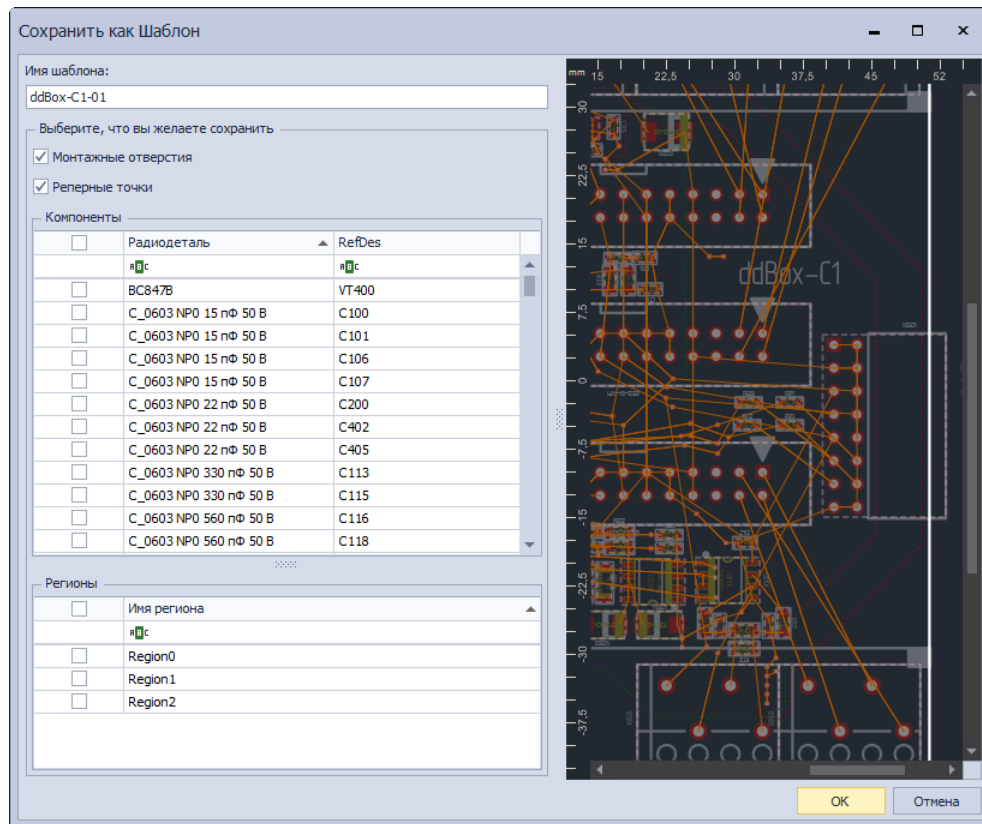 Сохранить как Шаблон
Имя шаблона:
ddBox-C1-01
Выберите, что вы желаете сохранить
Монтажные отверстия
Реперные точки
Компоненты
Радиодеталь RefDes
BC847B VT400
C_0603 NP0 15 пФ 50 В C100
C_0603 NP0 15 пФ 50 В C101
C_0603 NP0 15 пФ 50 В C106
C_0603 NP0 15 пФ 50 В C107
C_0603 NP0 22 пФ 50 В C200
C_0603 NP0 22 пФ 50 В C402
C_0603 NP0 22 пФ 50 В C405
C_0603 NP0 330 пФ 50 В C113
C_0603 NP0 330 пФ 50 В C115
C_0603 NP0 560 пФ 50 В C116
C_0603 NP0 560 пФ 50 В C118
Регионы
Имя региона
Region0
Region1
Region2
mm 15 22,5 30 37,5 45 52
30
22,5
15
7,5
0
-7,5
-15
-22,5
-30
-37,5
ddBox-C1
OK Отмена